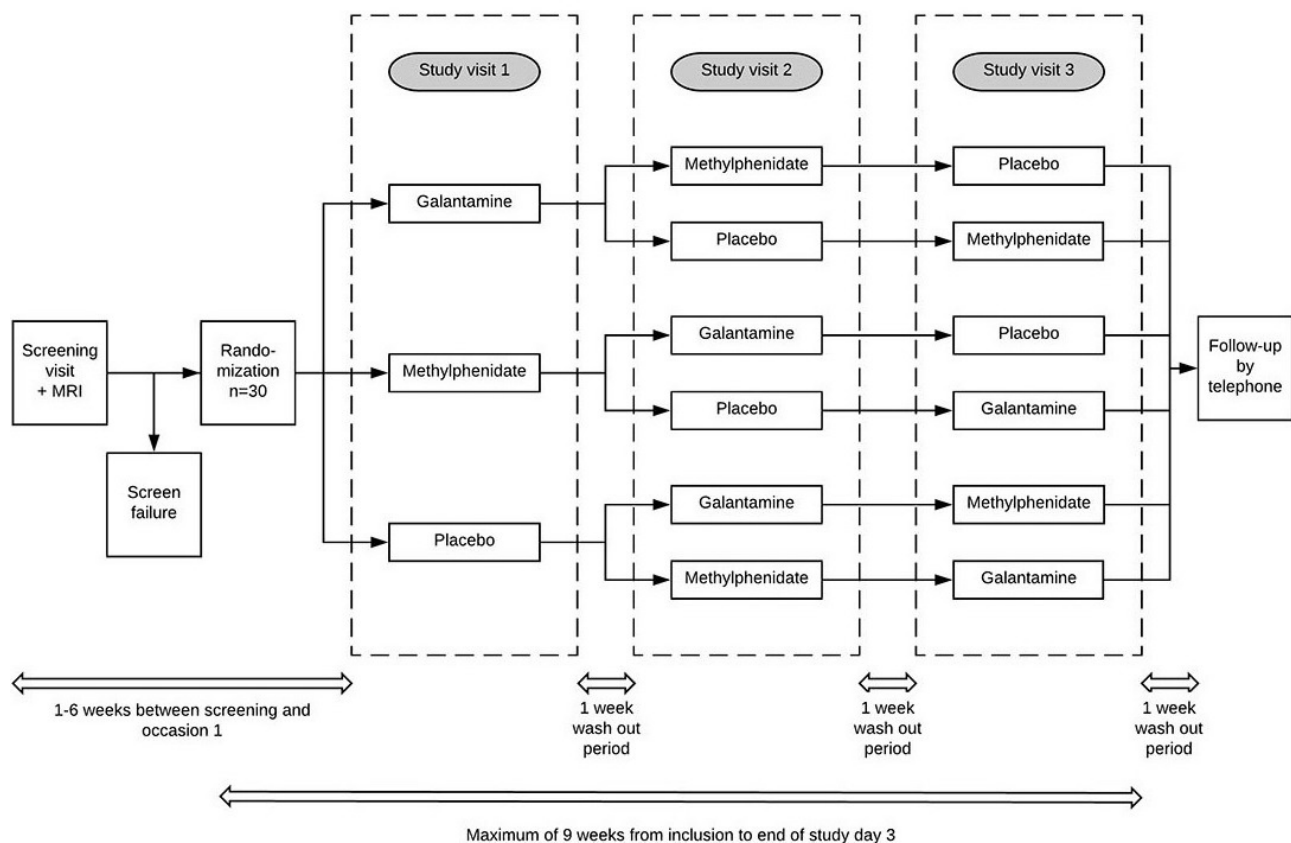 Study visit 1
Study visit 2
Study visit 3
Screening
visit
+ MRI
Screen
failure
Rando-
mization
n=30
Galantamine
Methylphenidate
Placebo
Methylphenidate
Placebo
Galantamine
Placebo
Galantamine
Methylphenidate
Placebo
Methylphenidate
Placebo
Galantamine
Methylphenidate
Galantamine
Follow-up
by
telephone
1-6 weeks between screening and
occasion 1
1 week
wash out
period
1 week
wash out
period
1 week
wash out
period
Maximum of 9 weeks from inclusion to end of study day 3